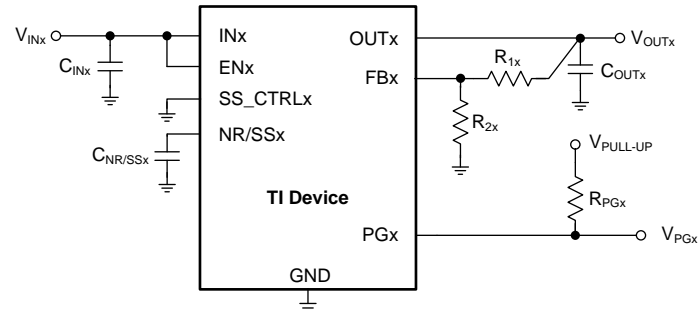 V_INx
C_INx
INx
ENx
SS_CTRLx
NR/SSx
C_NR/SSx
TI Device
GND
OUTx
FBx
PGx
R_1x
R_2x
V_OUTx
C_OUTx
V_PULL-UP
R_PGx
V_PGx